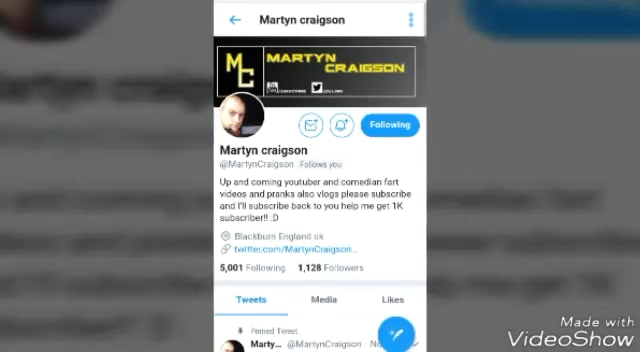 Martyn craigson
MC
MARTYN
CRAIGSON
Following
Martyn craigson
@MartynCraigson Follows you
Up and coming youtuber and comedian fart
videos and pranks also vlogs please subscribe
and I'll subscribe back to you help me get 1K
subscriber!! :D
Blackburn England uk
twitter.com/MartynCraigson...
5,001 Following 1,128 Followers
Tweets Media Likes
Pinned Tweet
Marty... @MartynCraigson
Made with
VideoShow